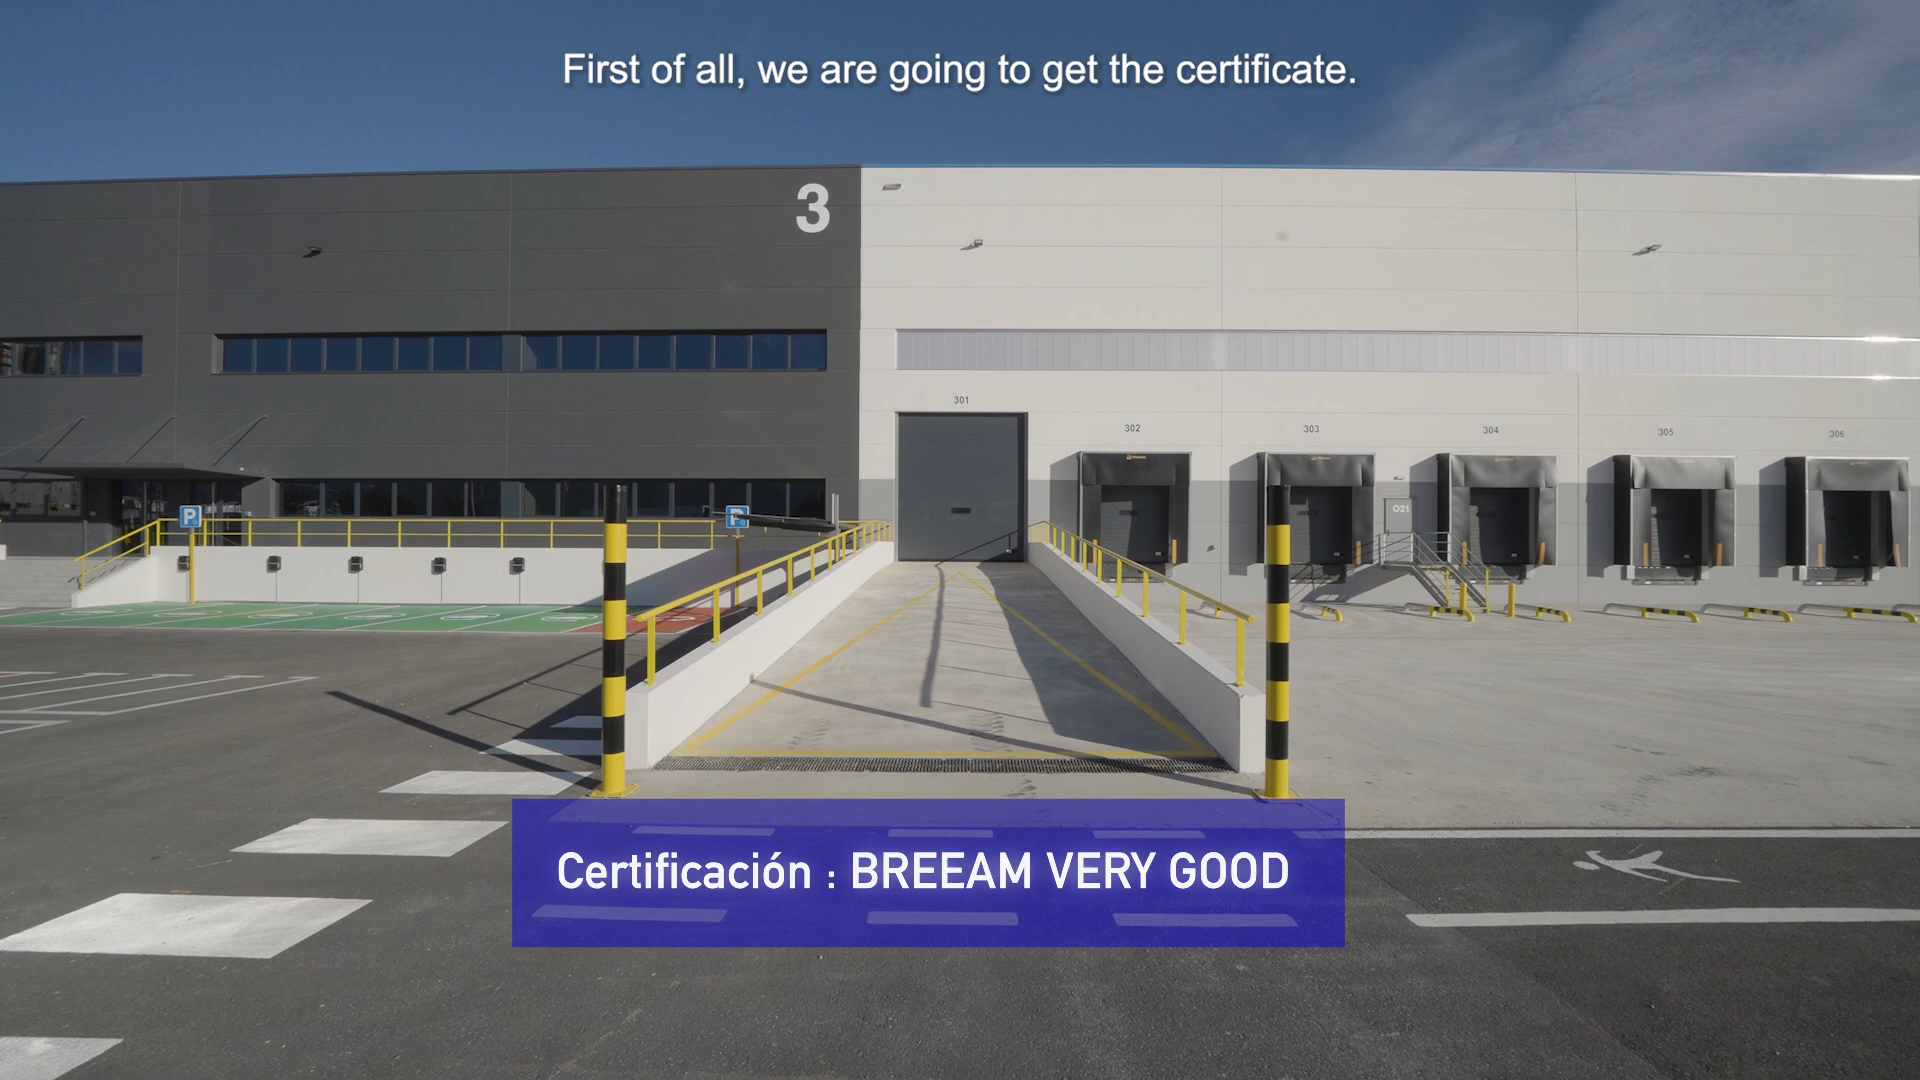 First of all, we are going to get the certificate.
3
301
302
303
304
305
306
P
P
O21
Certificación : BREEAM VERY GOOD